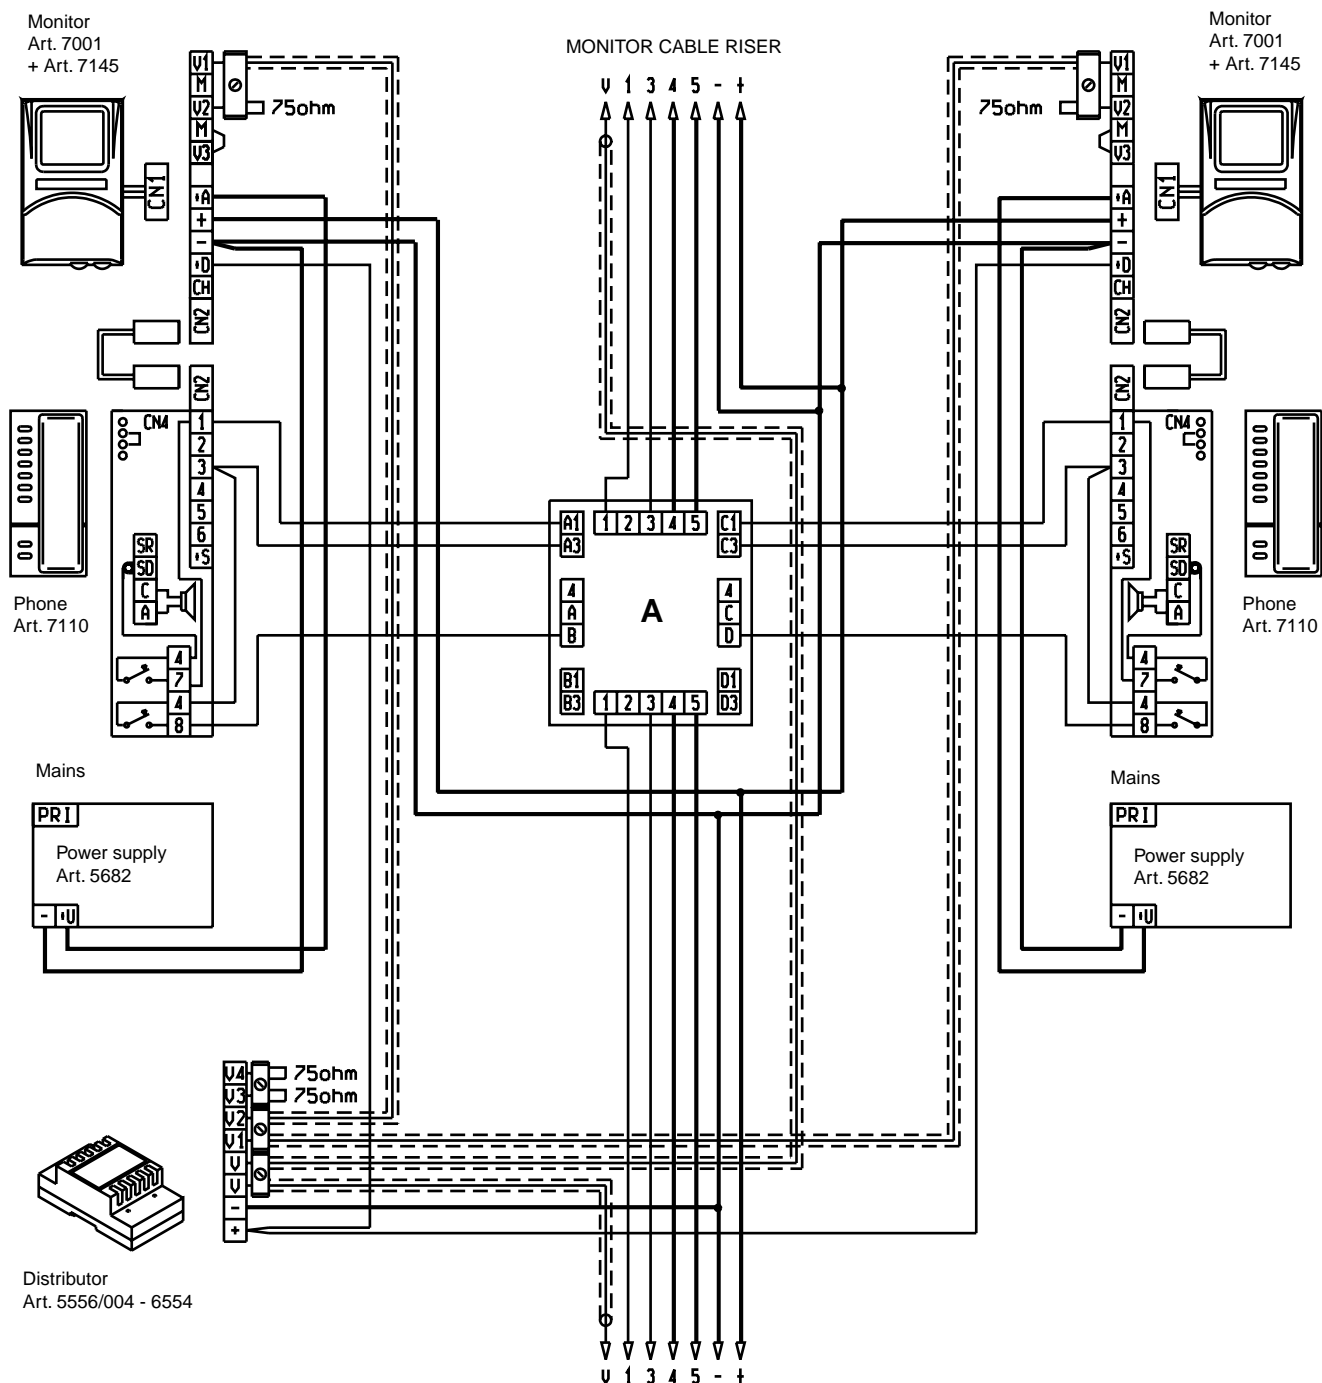 Monitor
Art. 7001
+ Art. 7145
MONITOR CABLE RISER
Monitor
Art. 7001
+ Art. 7145
V 1 3 4 5 - +
V1
M
V2
M
V3
+A
+
-
+D
CH
CN2
75ohm
CN1
75ohm
V1
M
V2
M
V3
+A
+
-
+D
CH
CN2
CN1
CN2
1
2
3
4
5
6
+S
CN4
SR
SD
C
A
4
7
4
8
Phone
Art. 7110
A1
A3
1 2 3 4 5
C1
C3
4
A
B
A
4
C
D
B1
B3
1 2 3 4 5
D1
D3
CN2
1
2
3
4
5
6
+S
CN4
SR
SD
C
A
4
7
4
8
Phone
Art. 7110
Mains
PRI
Power supply
Art. 5682
- +U
Mains
PRI
Power supply
Art. 5682
- +U
V4
V3
V2
V1
V
V
-
+
75ohm
75ohm
Distributor
Art. 5556/004 - 6554
V 1 3 4 5 - +